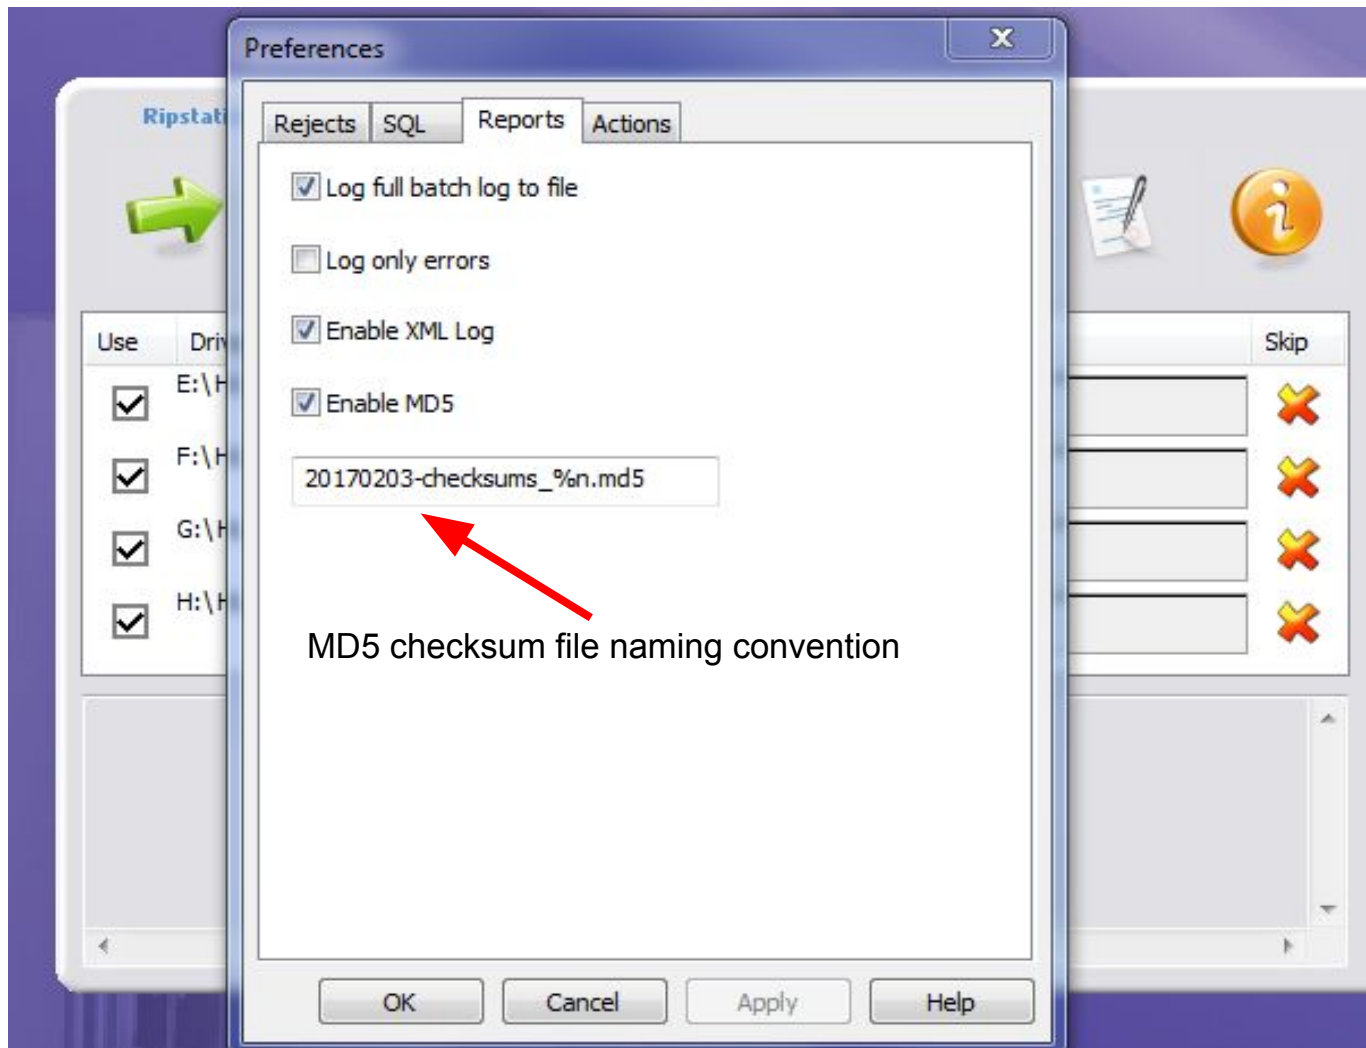 Preferences
X
Ripstati
Rejects SQL Reports Actions
Log full batch log to file
Log only errors
Enable XML Log
Enable MD5
20170203-checksums_%n.md5
MD5 checksum file naming convention
Use Driv Skip
E:\H
F:\H
G:\H
H:\H
OK Cancel Apply Help